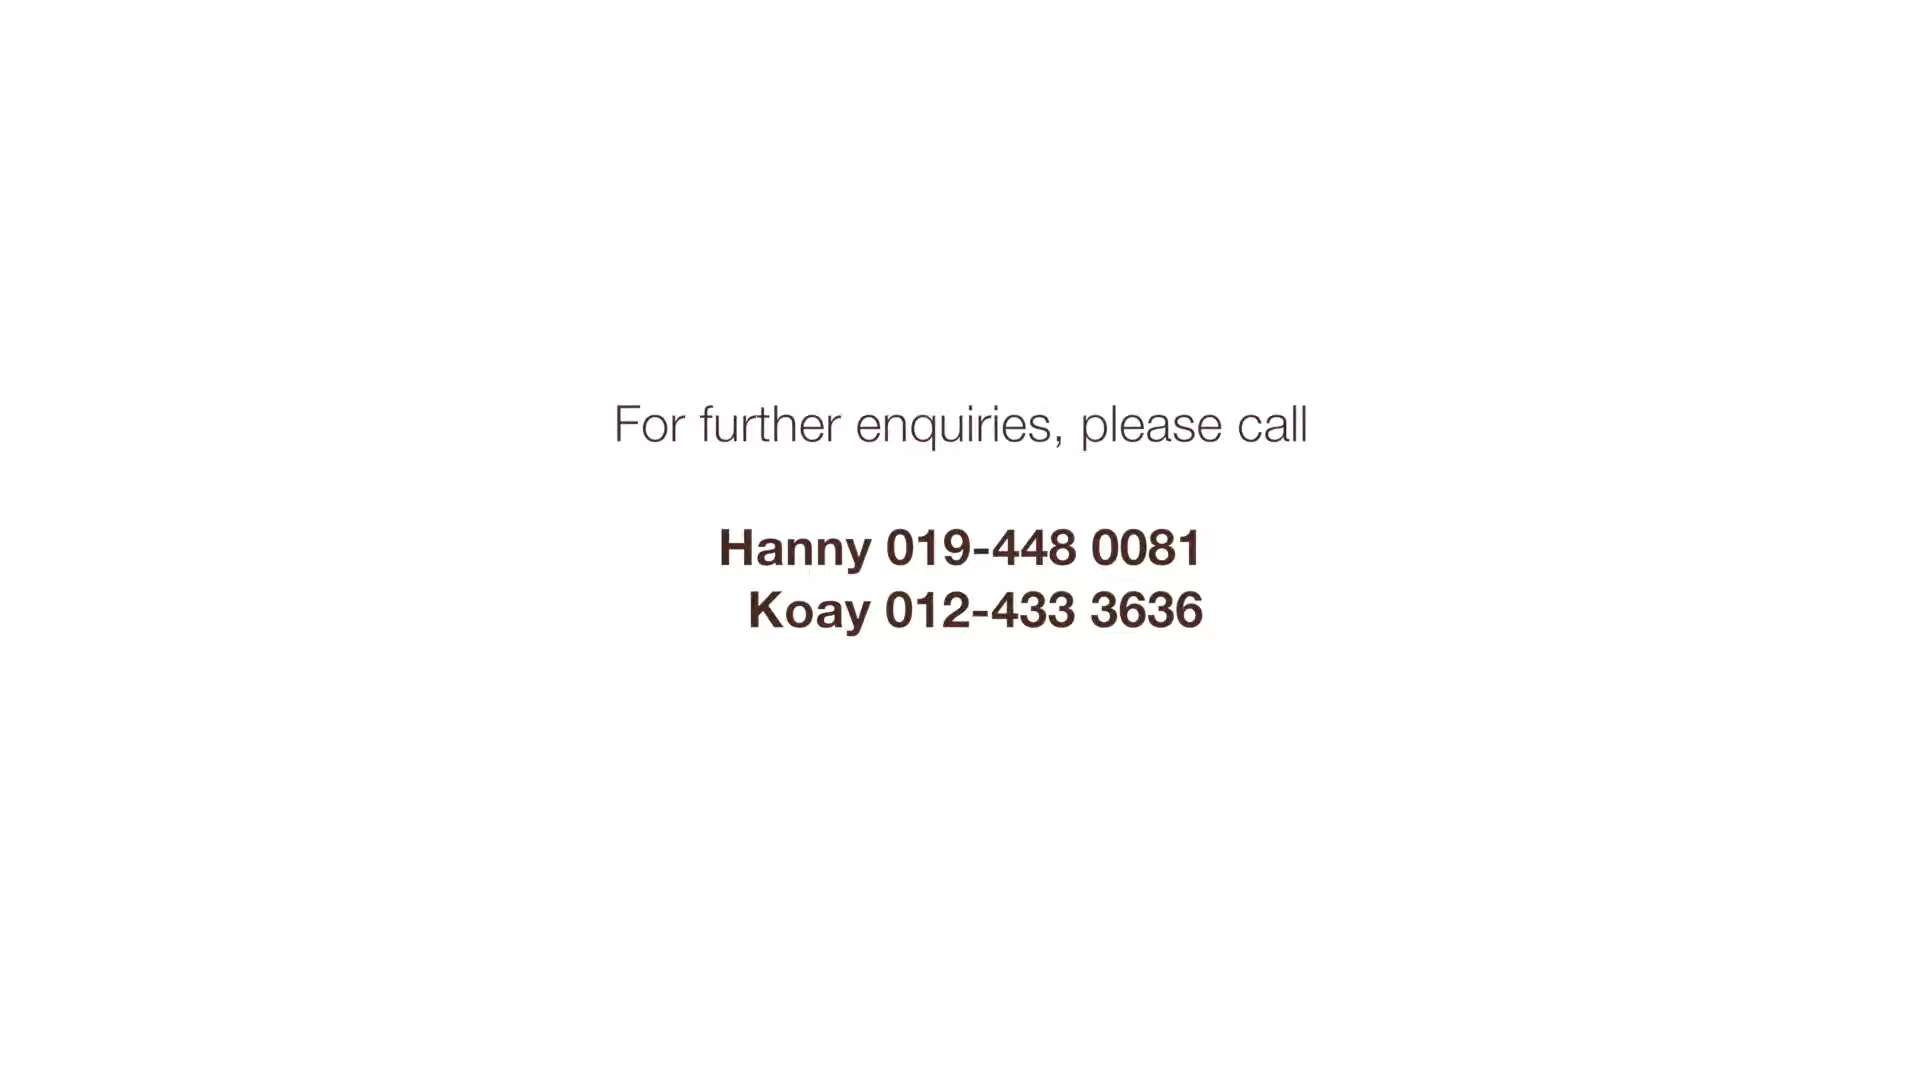 For further enquiries, please call
Hanny 019-448 0081
Koay 012-433 3636